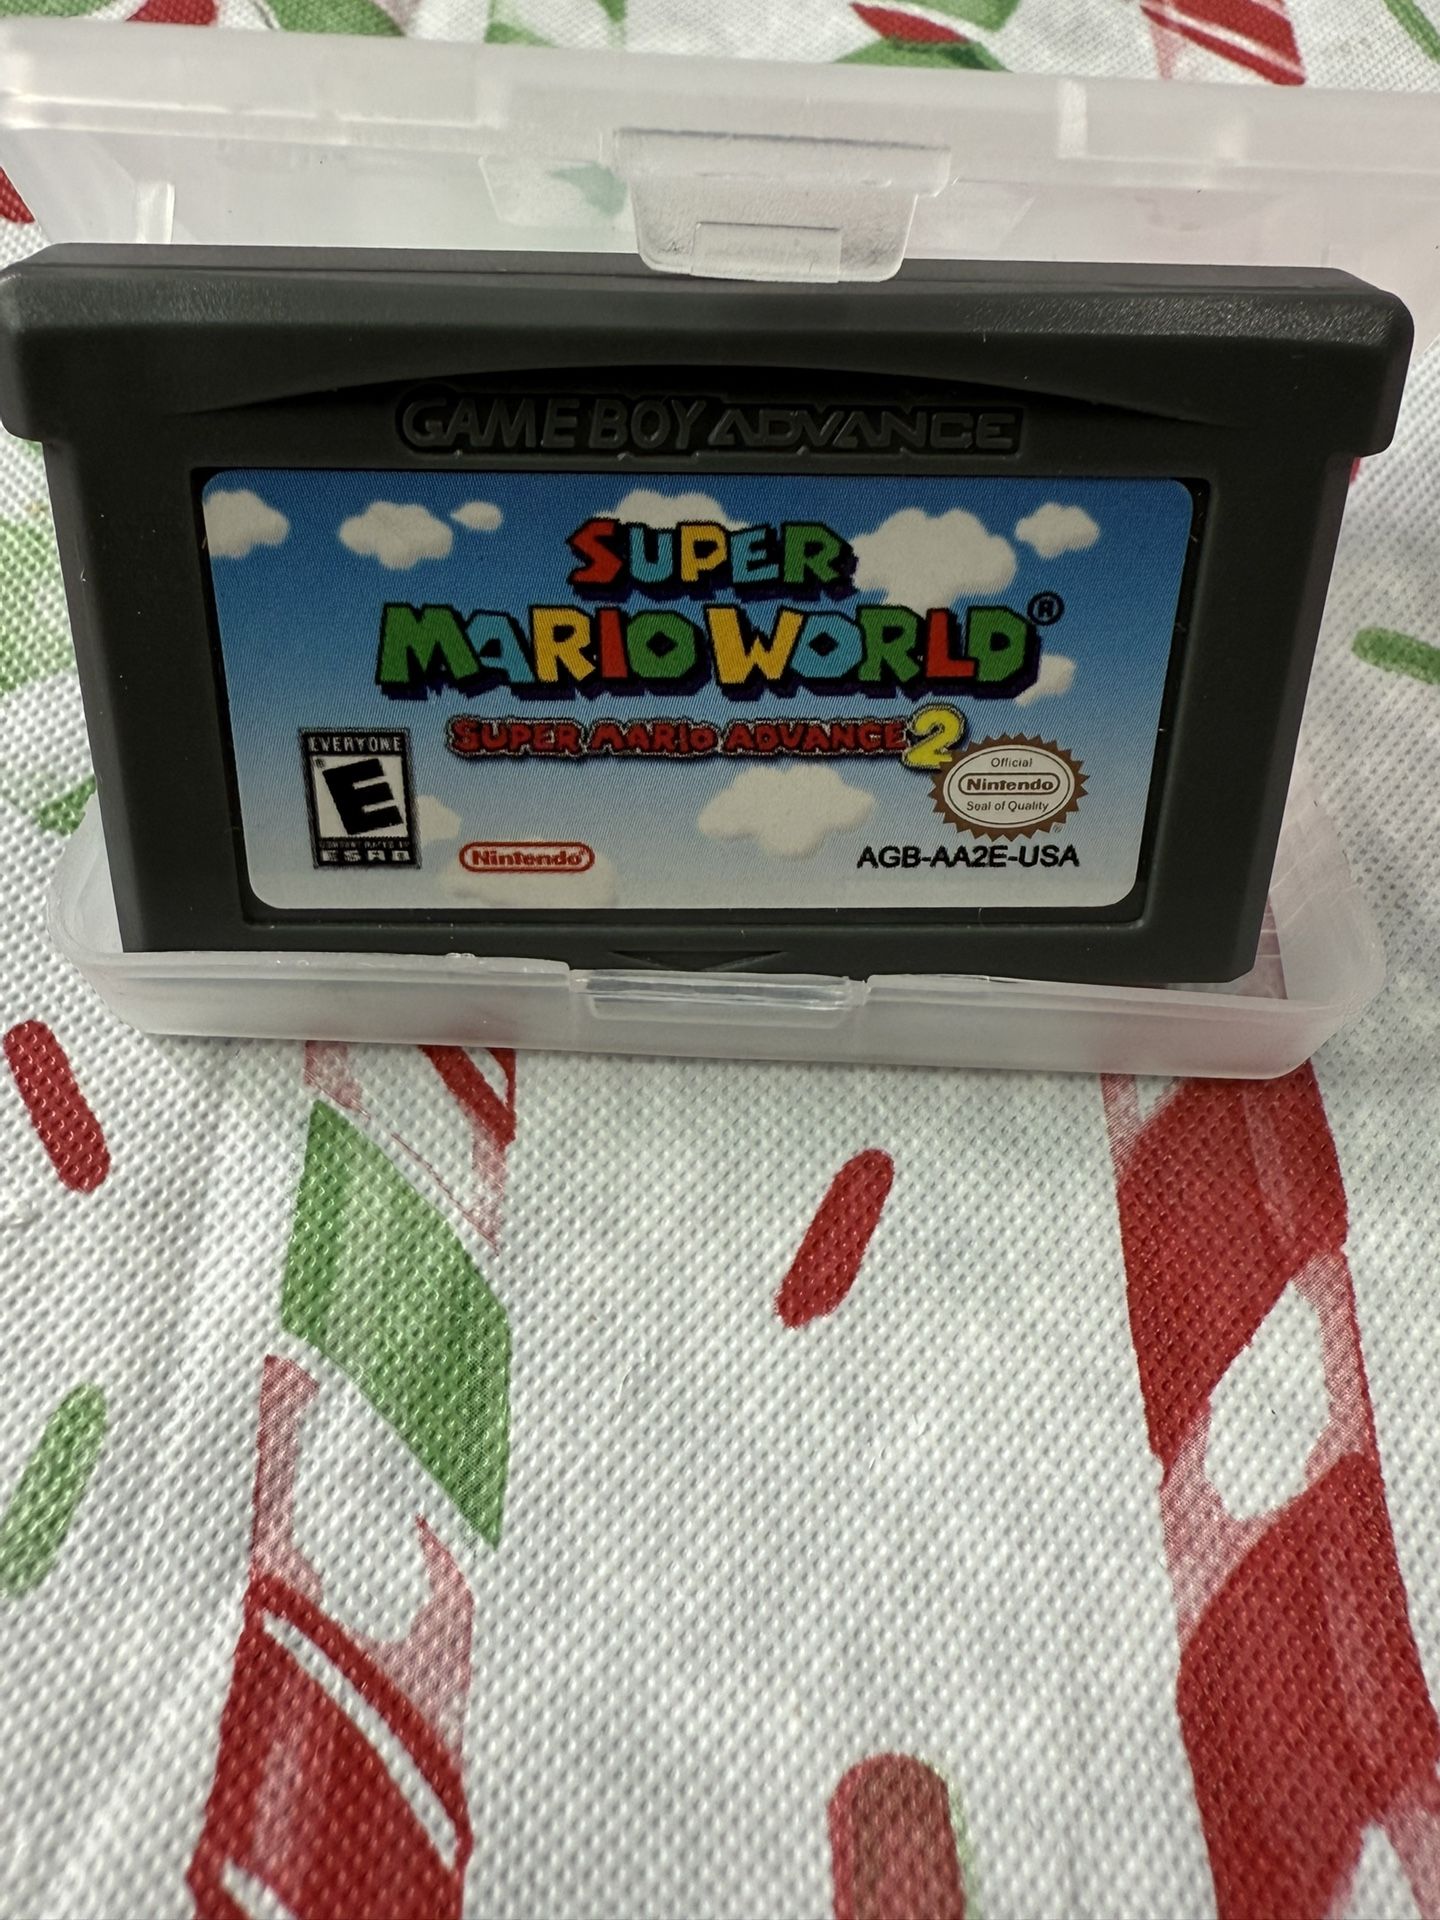 GAME BOY ADVANCE
SUPER
MARIO WORLD®
SUPER MARIO ADVANCE 2
EVERYONE
E
®
ESRB
Nintendo®
Official
Nintendo
Seal of Quality
®
AGB-AA2E-USA